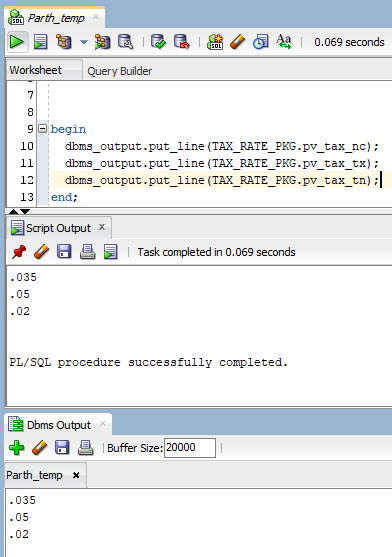 Parth_temp
SQL
0.069 seconds
Worksheet
Query Builder
7
8
9 begin
10 dbms_output.put_line(TAX_RATE_PKG.pv_tax_nc);
11 dbms_output.put_line(TAX_RATE_PKG.pv_tax_tx);
12 dbms_output.put_line(TAX_RATE_PKG.pv_tax_tn);
13 end;
Script Output
Task completed in 0.069 seconds
.035
.05
.02
PL/SQL procedure successfully completed.
Dbms Output
Buffer Size: 20000
Parth_temp
.035
.05
.02